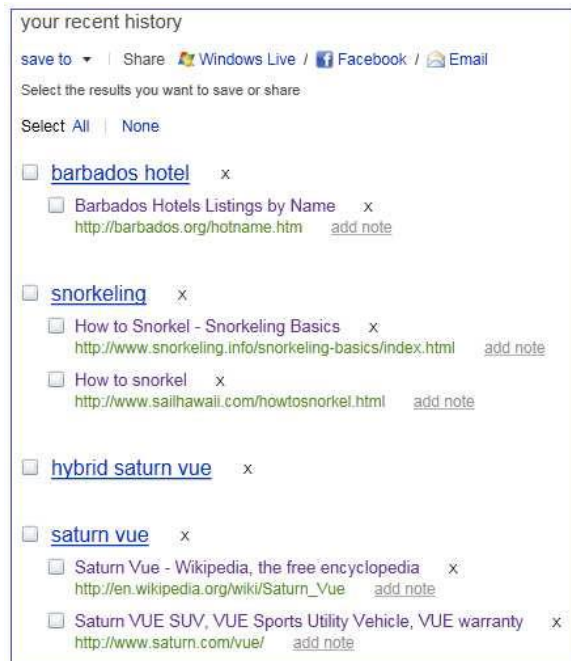 your recent history
save to ▼ | Share Windows Live / Facebook / Email
Select the results you want to save or share
Select All | None
barbados hotel x
Barbados Hotels Listings by Name x
http://barbados.org/hotname.htm add note
snorkeling x
How to Snorkel - Snorkeling Basics x
http://www.snorkeling.info/snorkeling-basics/index.html add note
How to snorkel x
http://www.sailhawaii.com/howtosnorkel.html add note
hybrid saturn vue x
saturn vue x
Saturn Vue - Wikipedia, the free encyclopedia x
http://en.wikipedia.org/wiki/Saturn_Vue add note
Saturn VUE SUV, VUE Sports Utility Vehicle, VUE warranty x
http://www.saturn.com/vue/ add note